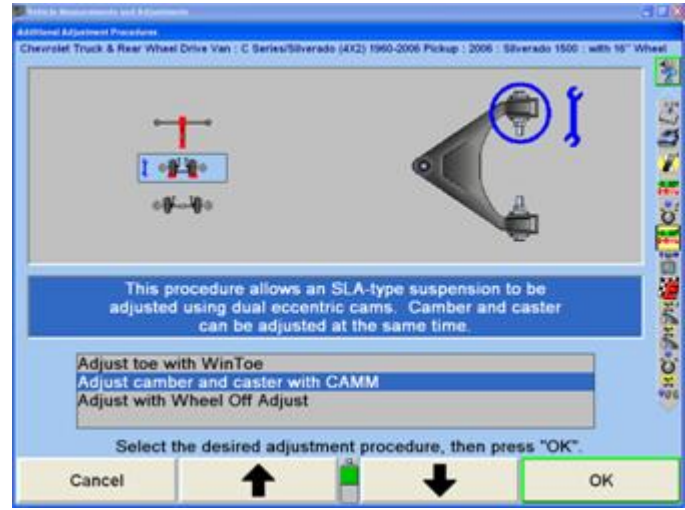 Vehicle Measurements and Adjustments
Additional Adjustment Procedures
Chevrolet Truck & Rear Wheel Drive Van : C Series/Silverado (4X2) 1960-2006 Pickup : 2006 : Silverado 1500 : with 16" Wheel
This procedure allows an SLA-type suspension to be
adjusted using dual eccentric cams. Camber and caster
can be adjusted at the same time.
Adjust toe with WinToe
Adjust camber and caster with CAMM
Adjust with Wheel Off Adjust
Select the desired adjustment procedure, then press "OK".
Cancel
OK